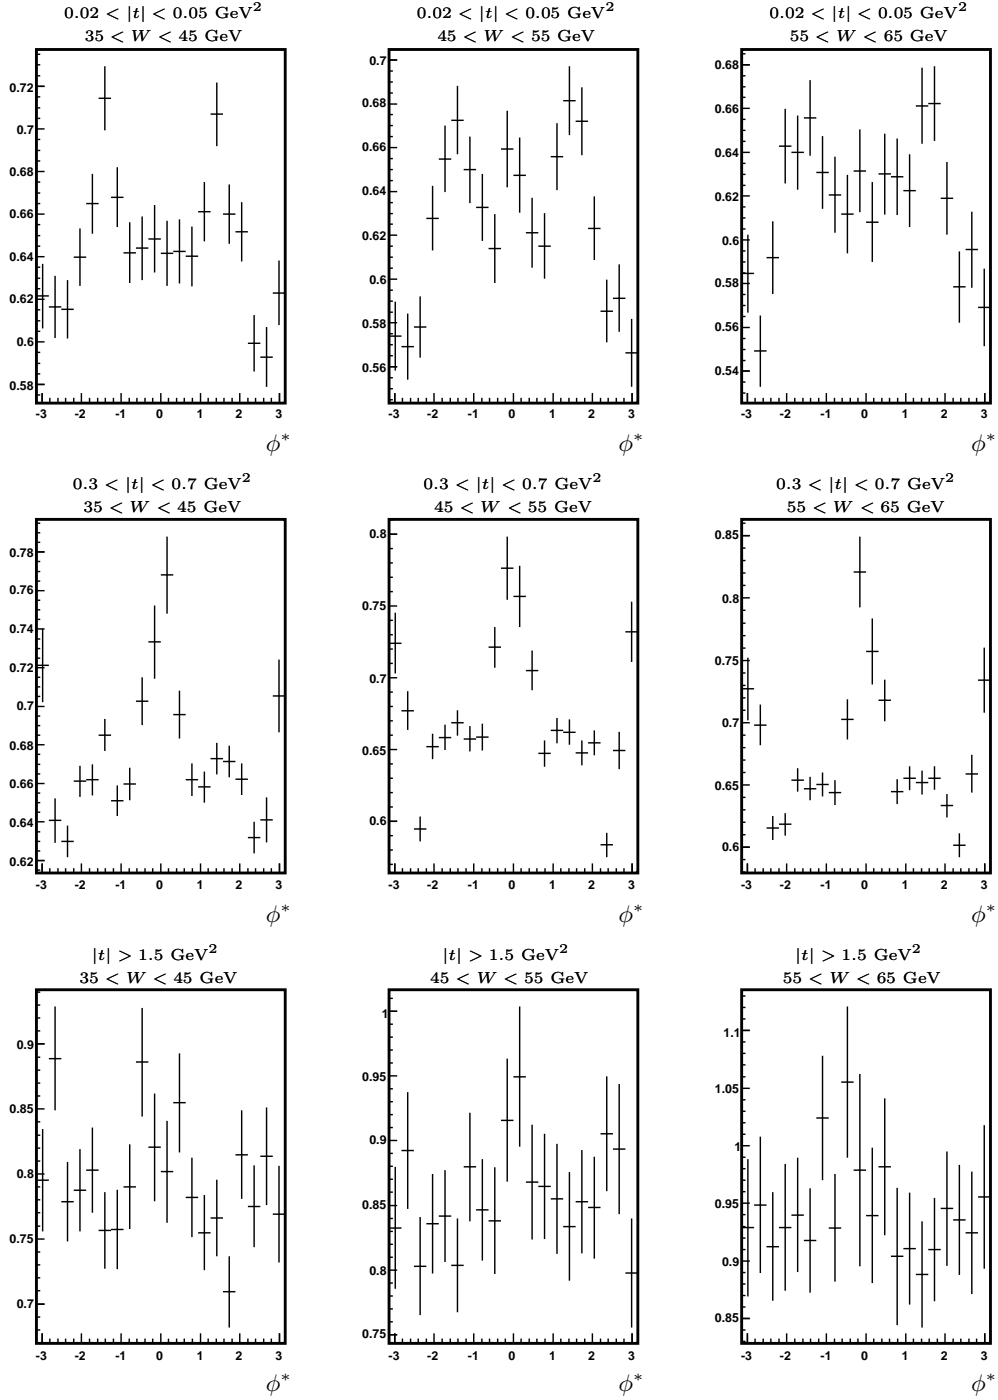 0.02 < |t| < 0.05 GeV²
35 < W < 45 GeV
0.72
0.7
0.68
0.66
0.64
0.62
0.6
0.58
-3 -2 -1 0 1 2 3
ϕ*
0.02 < |t| < 0.05 GeV²
45 < W < 55 GeV
0.7
0.68
0.66
0.64
0.62
0.6
0.58
0.56
-3 -2 -1 0 1 2 3
ϕ*
0.02 < |t| < 0.05 GeV²
55 < W < 65 GeV
0.68
0.66
0.64
0.62
0.6
0.58
0.56
0.54
-3 -2 -1 0 1 2 3
ϕ*
0.3 < |t| < 0.7 GeV²
35 < W < 45 GeV
0.78
0.76
0.74
0.72
0.7
0.68
0.66
0.64
0.62
-3 -2 -1 0 1 2 3
ϕ*
0.3 < |t| < 0.7 GeV²
45 < W < 55 GeV
0.8
0.75
0.7
0.65
0.6
-3 -2 -1 0 1 2 3
ϕ*
0.3 < |t| < 0.7 GeV²
55 < W < 65 GeV
0.85
0.8
0.75
0.7
0.65
0.6
-3 -2 -1 0 1 2 3
ϕ*
|t| > 1.5 GeV²
35 < W < 45 GeV
0.9
0.85
0.8
0.75
0.7
-3 -2 -1 0 1 2 3
ϕ*
|t| > 1.5 GeV²
45 < W < 55 GeV
1
0.95
0.9
0.85
0.8
0.75
-3 -2 -1 0 1 2 3
ϕ*
|t| > 1.5 GeV²
55 < W < 65 GeV
1.1
1.05
1
0.95
0.9
0.85
-3 -2 -1 0 1 2 3
ϕ*